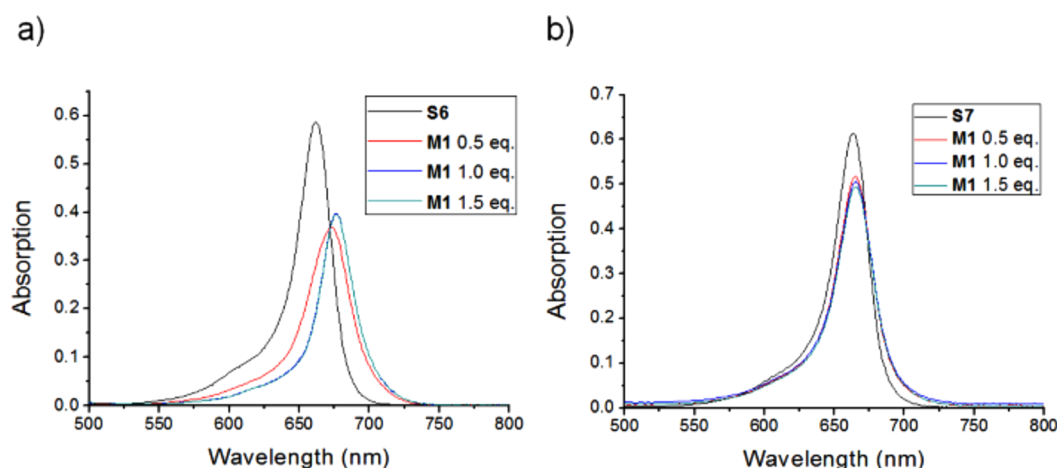 a)
b)
0.6
0.5
0.4
0.3
0.2
0.1
0.0
Absorption
S6
M1 0.5 eq.
M1 1.0 eq.
M1 1.5 eq.
500 550 600 650 700 750 800
Wavelength (nm)
0.7
0.6
0.5
0.4
0.3
0.2
0.1
0.0
Absorption
S7
M1 0.5 eq.
M1 1.0 eq.
M1 1.5 eq.
500 550 600 650 700 750 800
Wavelength (nm)